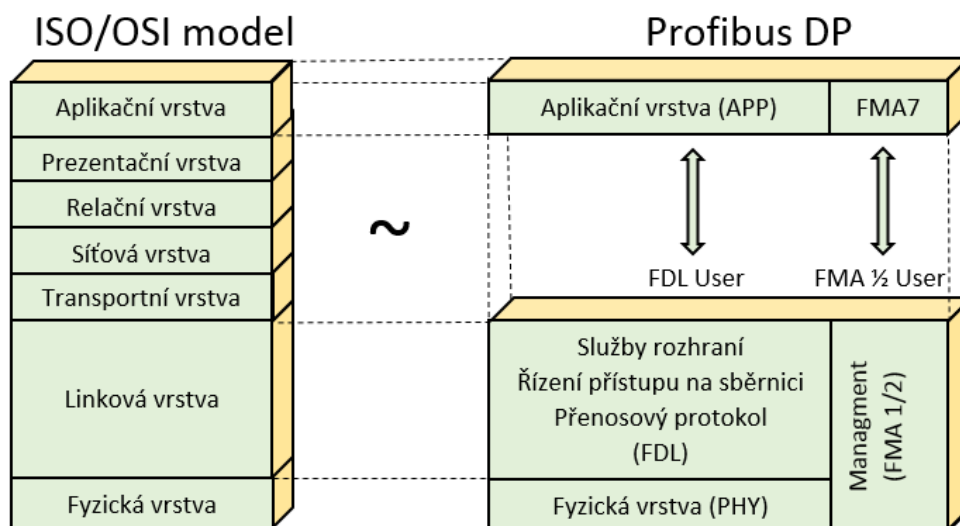 ISO/OSI model
Aplikační vrstva
Prezentační vrstva
Relační vrstva
Síťová vrstva
Transportní vrstva
Linková vrstva
Fyzická vrstva
~
Profibus DP
Aplikační vrstva (APP)
FMA7
FDL User
FMA ½ User
Služby rozhraní
Řízení přístupu na sběrnici
Přenosový protokol
(FDL)
Managment
(FMA 1/2)
Fyzická vrstva (PHY)